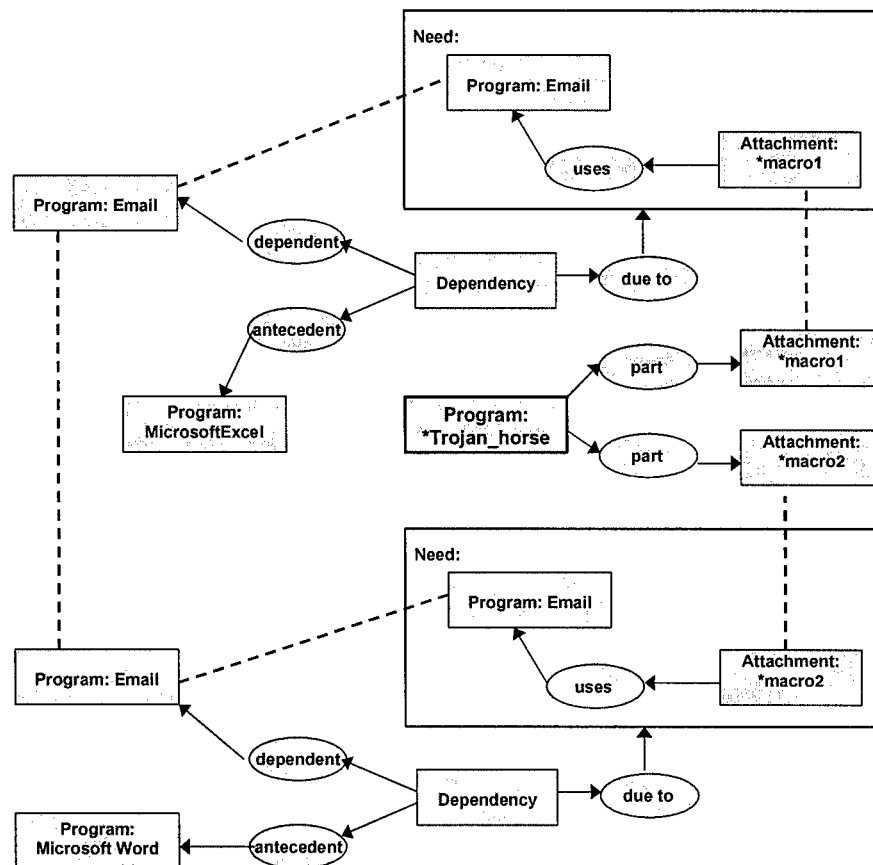 Need:
Program: Email
uses
Attachment:
*macro1
Program: Email
dependent
Dependency
due to
antecedent
Program:
MicrosoftExcel
part
Attachment:
*macro1
Program:
*Trojan_horse
part
Attachment:
*macro2
Need:
Program: Email
uses
Attachment:
*macro2
Program: Email
dependent
Dependency
due to
Program:
Microsoft Word
antecedent